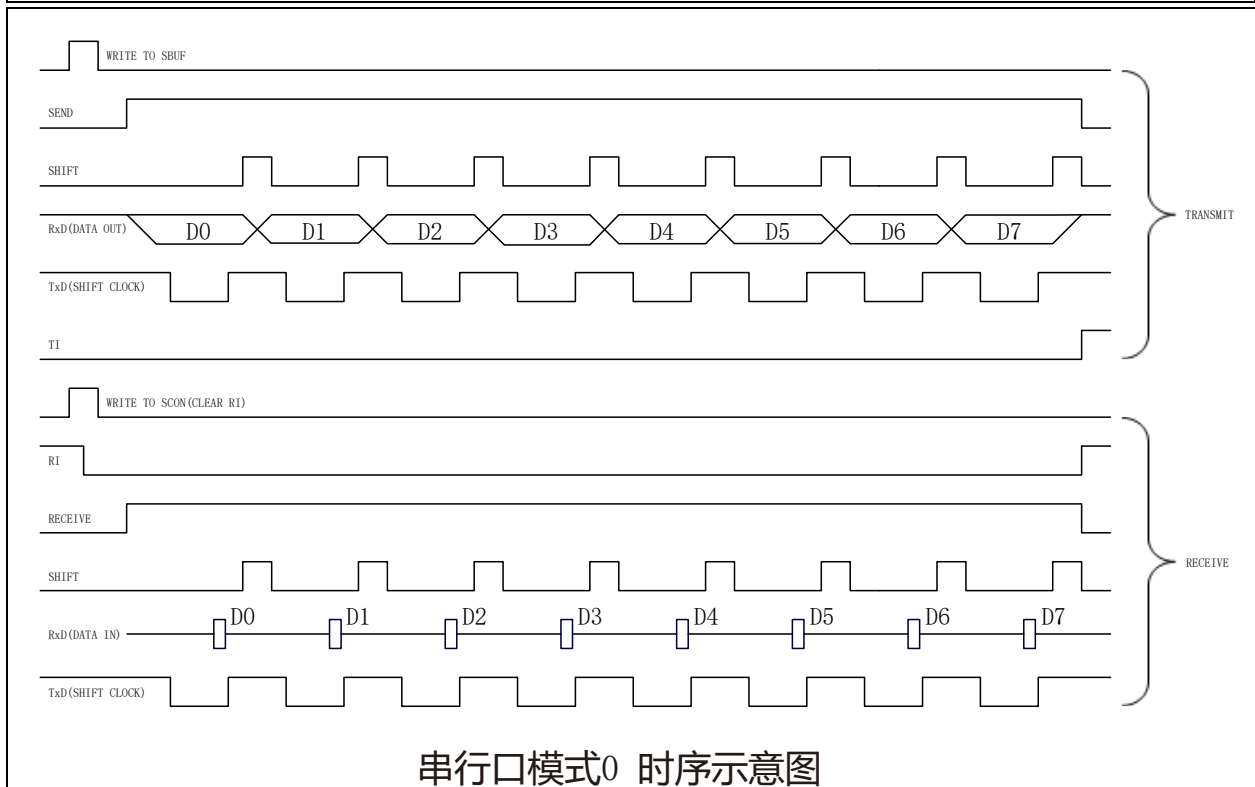 WRITE TO SBUF
SEND
SHIFT
RxD(DATA OUT) D0 D1 D2 D3 D4 D5 D6 D7
TxD(SHIFT CLOCK)
TI
TRANSMIT
WRITE TO SCON(CLEAR RI)
RI
RECEIVE
SHIFT
RxD(DATA IN) D0 D1 D2 D3 D4 D5 D6 D7
TxD(SHIFT CLOCK)
RECEIVE
串行口模式0 时序示意图